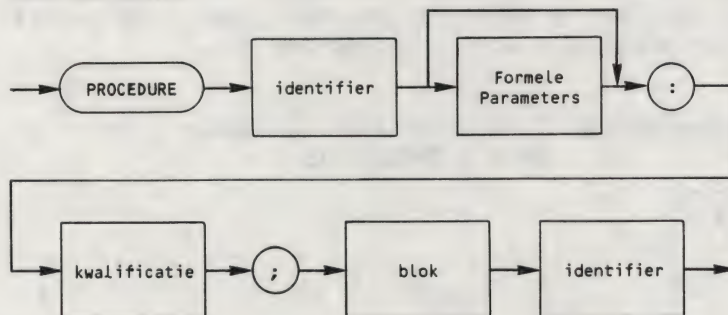 PROCEDURE identifier Formele Parameters :
kwalificatie ; blok identifier